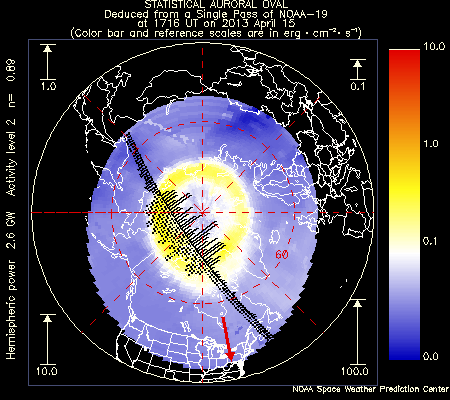 STATISTICAL AURORAL OVAL
Deduced from a Single Pass of NOAA-19
at 1716 UT on 2013 April 15
(Color bar and reference scales are in erg · cm⁻² · s⁻¹)
10.0
1.0
0.1
0.0
1.0
0.1
10.0
100.0
60
Hemispheric power 2.6 GW Activity level 2 n= 0.89
NOAA Space Weather Prediction Center